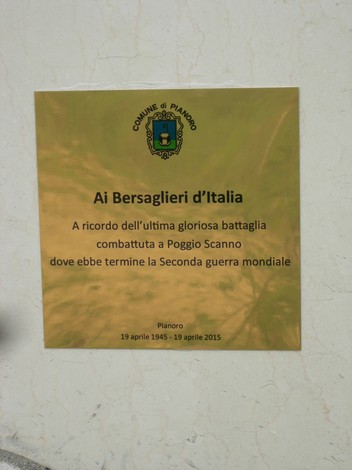 COMUNE di PIANORO
Ai Bersaglieri d'Italia
A ricordo dell'ultima gloriosa battaglia
combattuta a Poggio Scanno
dove ebbe termine la Seconda guerra mondiale
Pianoro
19 aprile 1945 - 19 aprile 2015